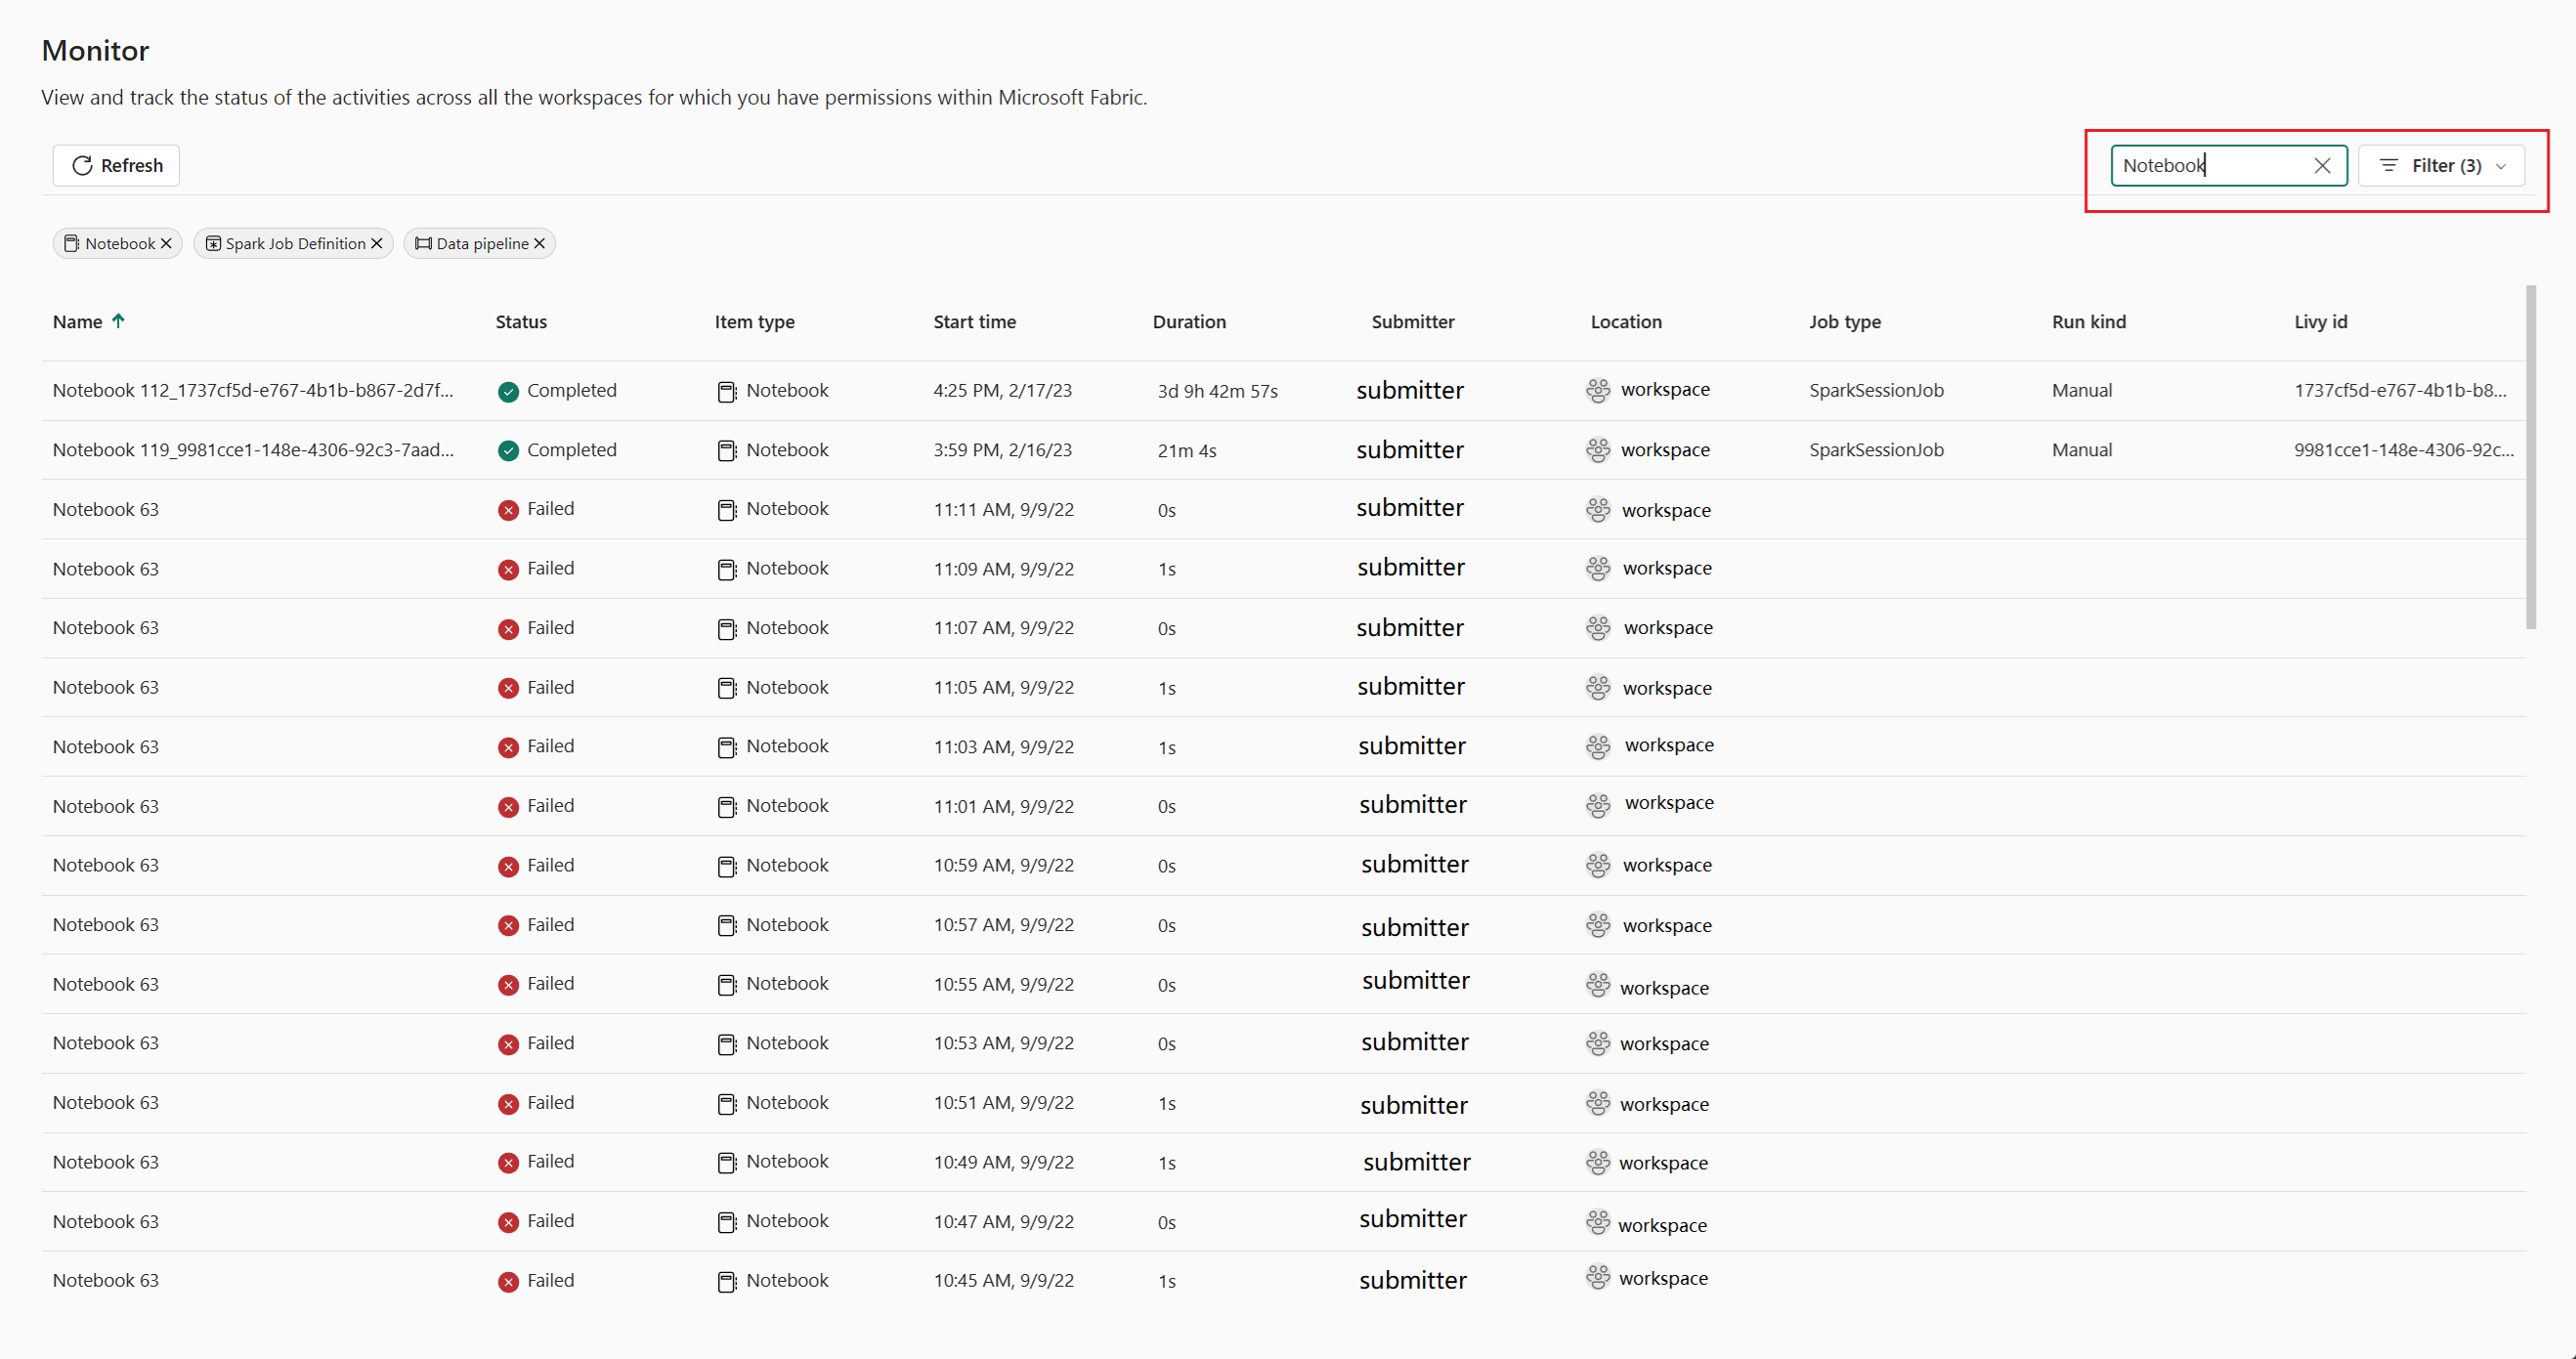 Monitor
View and track the status of the activities across all the workspaces for which you have permissions within Microsoft Fabric.
Refresh Notebook Filter (3)
Notebook Spark Job Definition Data pipeline
Name Status Item type Start time Duration Submitter Location Job type Run kind Livy id
Notebook 112_1737cf5d-e767-4b1b-b867-2d7f... Completed Notebook 4:25 PM, 2/17/23 3d 9h 42m 57s submitter workspace SparkSessionJob Manual 1737cf5d-e767-4b1b-b8...
Notebook 119_9981cce1-148e-4306-92c3-7aad... Completed Notebook 3:59 PM, 2/16/23 21m 4s submitter workspace SparkSessionJob Manual 9981cce1-148e-4306-92c...
Notebook 63 Failed Notebook 11:11 AM, 9/9/22 0s submitter workspace
Notebook 63 Failed Notebook 11:09 AM, 9/9/22 1s submitter workspace
Notebook 63 Failed Notebook 11:07 AM, 9/9/22 0s submitter workspace
Notebook 63 Failed Notebook 11:05 AM, 9/9/22 1s submitter workspace
Notebook 63 Failed Notebook 11:03 AM, 9/9/22 1s submitter workspace
Notebook 63 Failed Notebook 11:01 AM, 9/9/22 0s submitter workspace
Notebook 63 Failed Notebook 10:59 AM, 9/9/22 0s submitter workspace
Notebook 63 Failed Notebook 10:57 AM, 9/9/22 0s submitter workspace
Notebook 63 Failed Notebook 10:55 AM, 9/9/22 0s submitter workspace
Notebook 63 Failed Notebook 10:53 AM, 9/9/22 0s submitter workspace
Notebook 63 Failed Notebook 10:51 AM, 9/9/22 1s submitter workspace
Notebook 63 Failed Notebook 10:49 AM, 9/9/22 1s submitter workspace
Notebook 63 Failed Notebook 10:47 AM, 9/9/22 0s submitter workspace
Notebook 63 Failed Notebook 10:45 AM, 9/9/22 1s submitter workspace